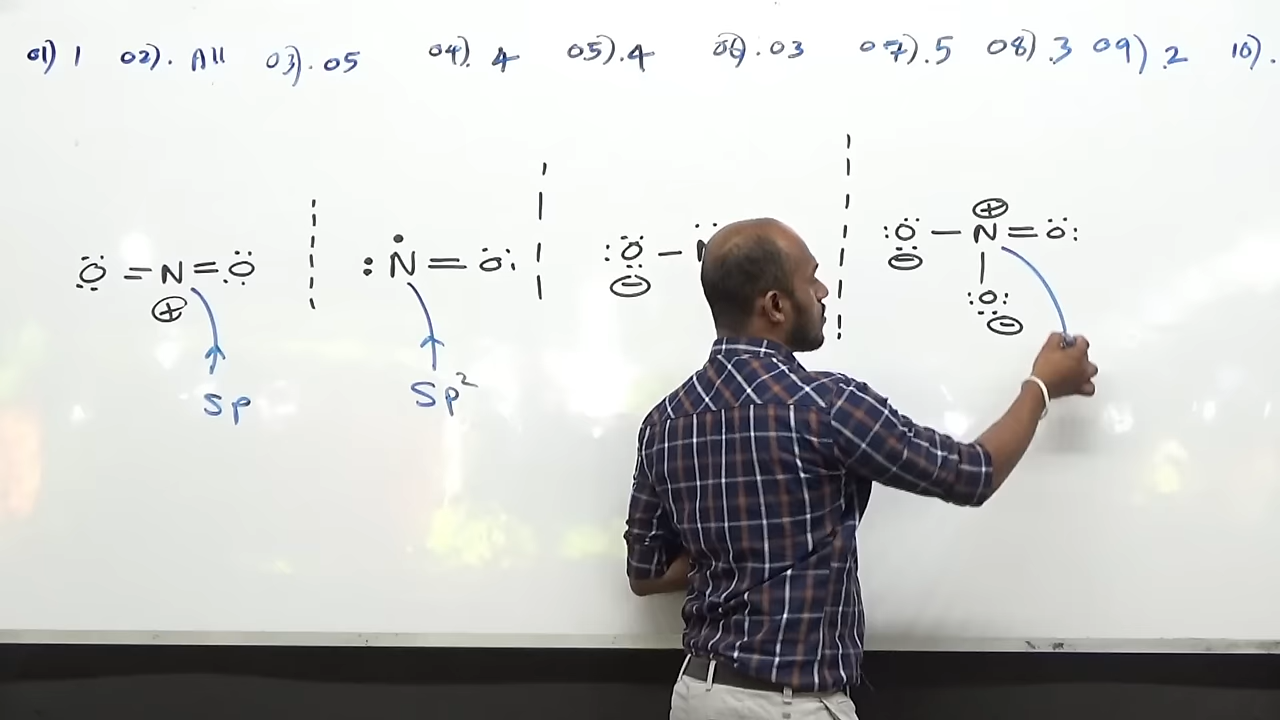 01) 1 02). All 03). 05 04). 4 05). 4 06). 03 07). 5 08). 3 09) 2 10).
:Ö: = N⊕ = Ö:
:Ṅ = Ö:
:Ö:⊖ — N̈
:Ö:⊖ — N⊕ = Ö:
|
:O:⊖
sp
sp²